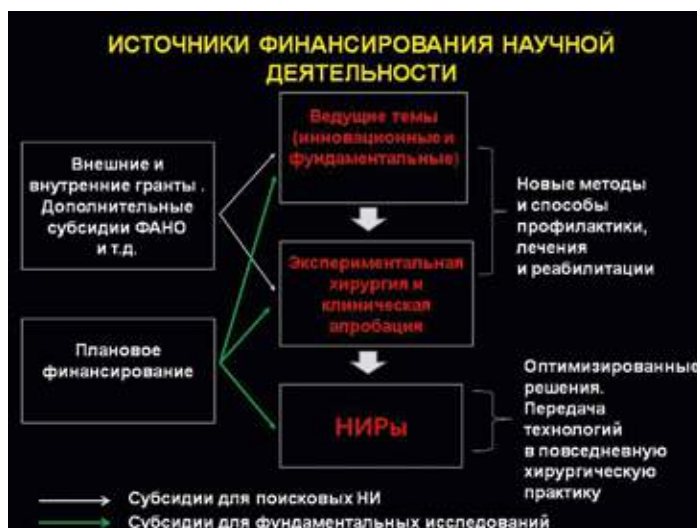 ИСТОЧНИКИ ФИНАНСИРОВАНИЯ НАУЧНОЙ
ДЕЯТЕЛЬНОСТИ
Внешние и
внутренние гранты .
Дополнительные
субсидии ФАНО
и т.д.
Плановое
финансирование
Ведущие темы
(инновационные и
фундаментальные)
Экспериментальная
хирургия и
клиническая
апробация
НИРы
Новые методы
и способы
профилактики,
лечения
и реабилитации
Оптимизированные
решения.
Передача
технологий
в повседневную
хирургическую
практику
Субсидии для поисковых НИ
Субсидии для фундаментальных исследований